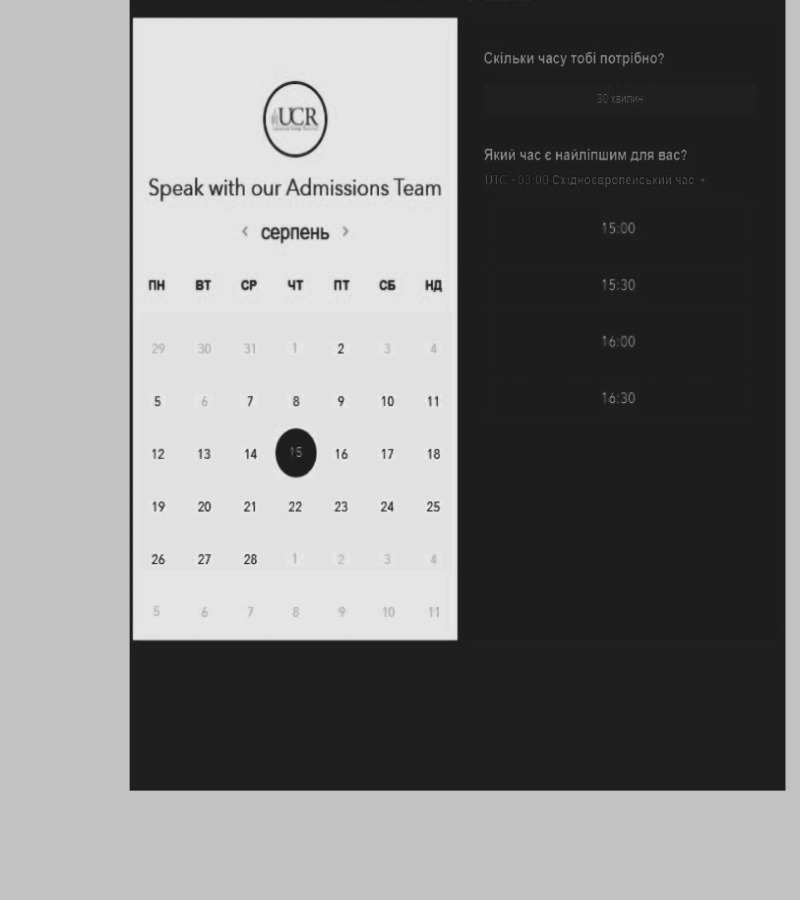 UCR
Speak with our Admissions Team
‹ серпень ›
ПН ВТ СР ЧТ ПТ СБ НД
29 30 31 1 2 3 4
5 6 7 8 9 10 11
12 13 14 15 16 17 18
19 20 21 22 23 24 25
26 27 28 1 2 3 4
5 6 7 8 9 10 11
Скільки часу тобі потрібно?
30 хвилин
Який час є найліпшим для вас?
UTC +03:00 Східноєвропейський час
15:00
15:30
16:00
16:30